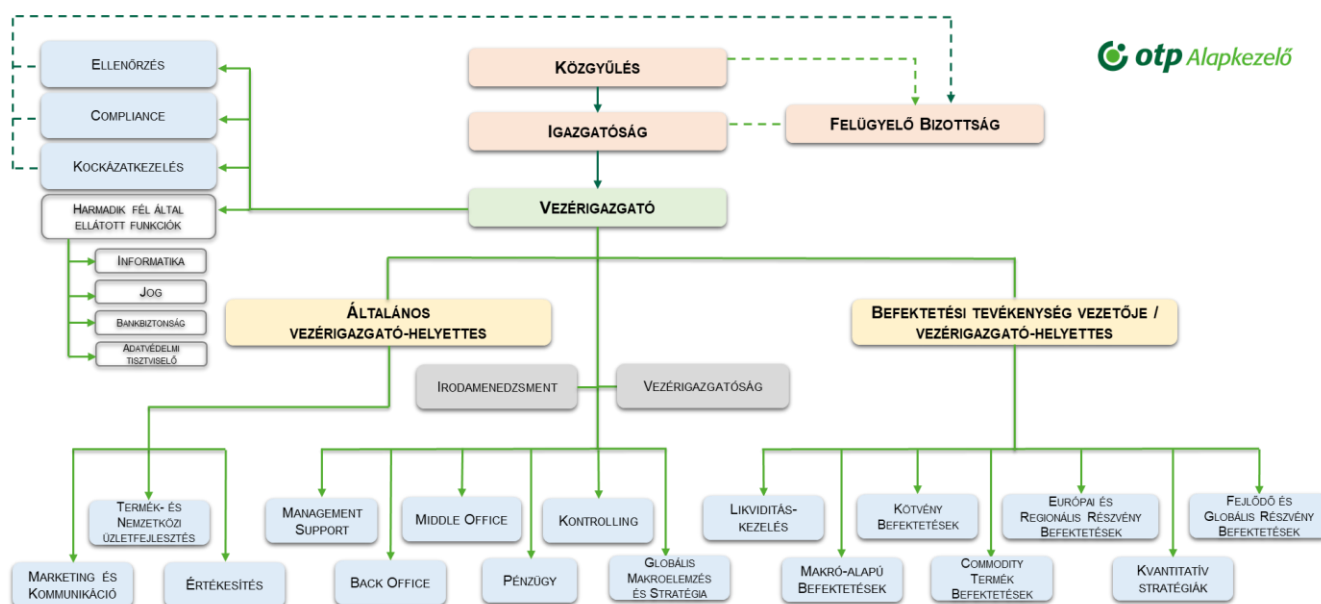 ELLENŐRZÉS
COMPLIANCE
KOCKÁZATKEZELÉS
HARMADIK FÉL ÁLTAL
ELLÁTOTT FUNKCIÓK
INFORMATIKA
JOG
BANKBIZTONSÁG
ADATVÉDELMI
TISZTVISELŐ
KÖZGYŰLÉS
IGAZGATÓSÁG
FELÜGYELŐ BIZOTTSÁG
VEZÉRIGAZGATÓ
otp Alapkezelő
ÁLTALÁNOS
VEZÉRIGAZGATÓ-HELYETTES
BEFEKTETÉSI TEVÉKENYSÉG VEZETŐJE /
VEZÉRIGAZGATÓ-HELYETTES
IRODAMENEDZSMENT
VEZÉRIGAZGATÓSÁG
TERMÉK- ÉS
NEMZETKÖZI
ÜZLETFEJLESZTÉS
MARKETING ÉS
KOMMUNIKÁCIÓ
ÉRTÉKESÍTÉS
MANAGEMENT
SUPPORT
MIDDLE OFFICE
KONTROLLING
BACK OFFICE
PÉNZÜGY
GLOBÁLIS
MAKROELEMZÉS
ÉS STRATÉGIA
LIKVIDITÁS-
KEZELÉS
KÖTVÉNY
BEFEKTETÉSEK
EURÓPAI ÉS
REGIONÁLIS RÉSZVÉNY
BEFEKTETÉSEK
FEJLŐDŐ ÉS
GLOBÁLIS RÉSZVÉNY
BEFEKTETÉSEK
MAKRÓ-ALAPÚ
BEFEKTETÉSEK
COMMODITY
TERMÉK
BEFEKTETÉSEK
KVANTITATÍV
STRATÉGIÁK